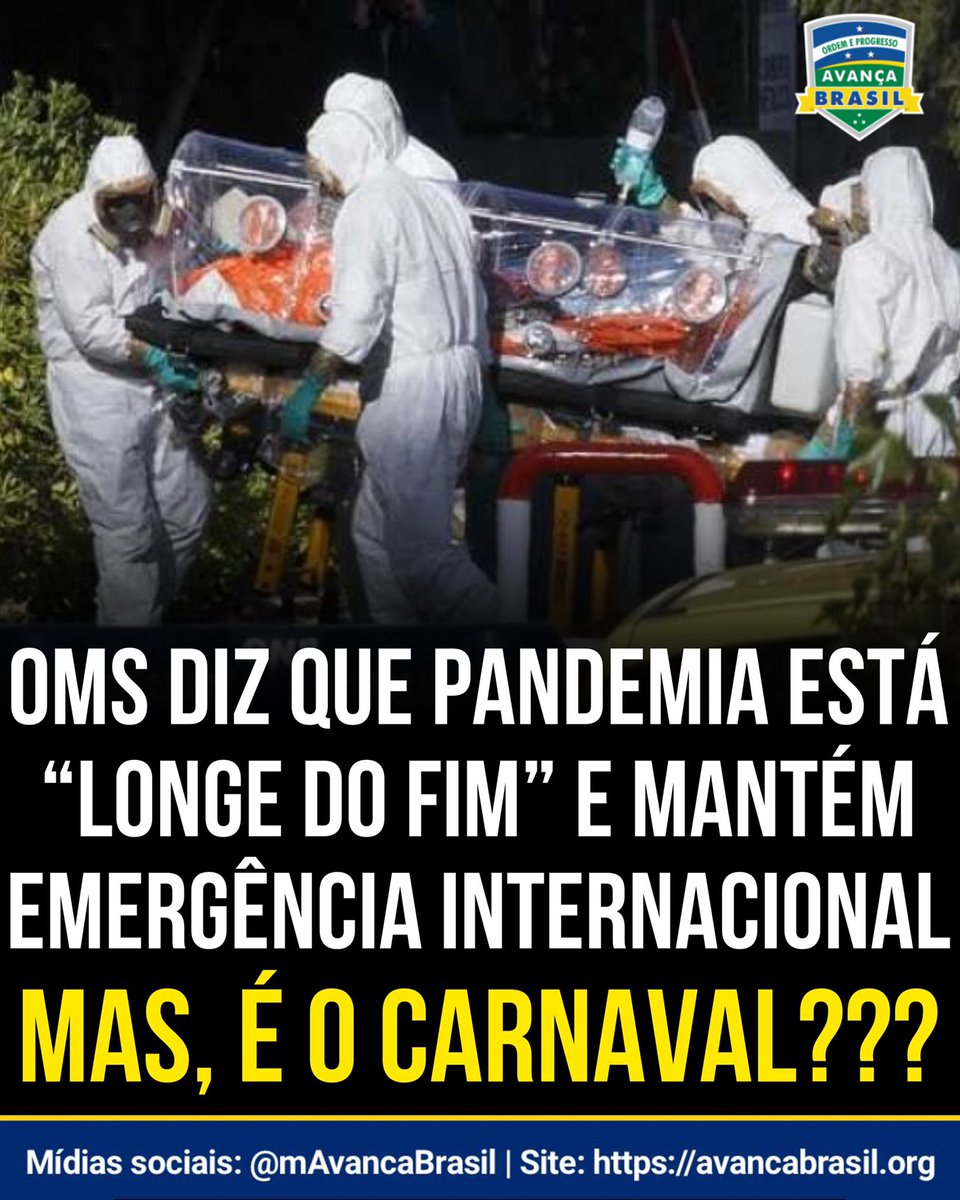 ORDEM E PROGRESSO
AVANÇA
BRASIL
OMS DIZ QUE PANDEMIA ESTÁ
“LONGE DO FIM” E MANTÉM
EMERGÊNCIA INTERNACIONAL
MAS, É O CARNAVAL???
Mídias sociais: @mAvancaBrasil | Site: https://avancabrasil.org